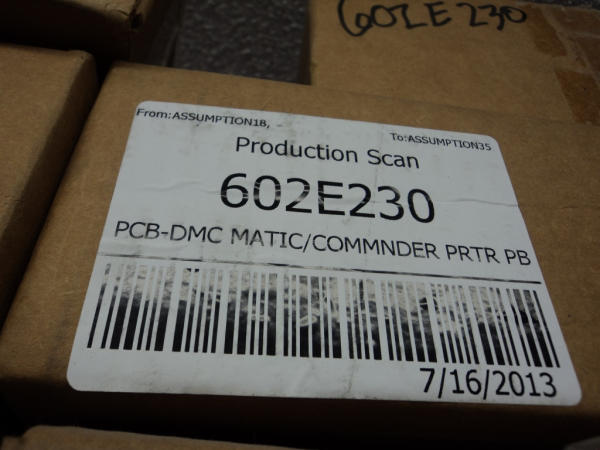 602E230
From:ASSUMPTION18,
To:ASSUMPTION35
Production Scan
602E230
PCB-DMC MATIC/COMMNDER PRTR PB
7/16/2013